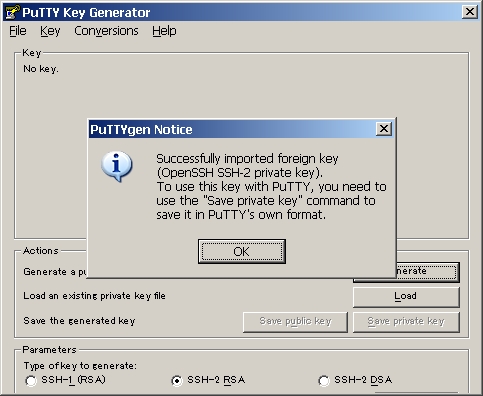 PuTTY Key Generator
File Key Conversions Help
Key
No key.
PuTTYgen Notice
Successfully imported foreign key
(OpenSSH SSH-2 private key).
To use this key with PuTTY, you need to
use the "Save private key" command to
save it in PuTTY's own format.
OK
Actions
Generate a pu
enerate
Load an existing private key file
Load
Save the generated key
Save public key
Save private key
Parameters
Type of key to generate:
SSH-1 (RSA)
SSH-2 RSA
SSH-2 DSA